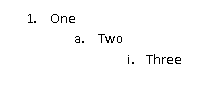 1. One
a. Two
i. Three